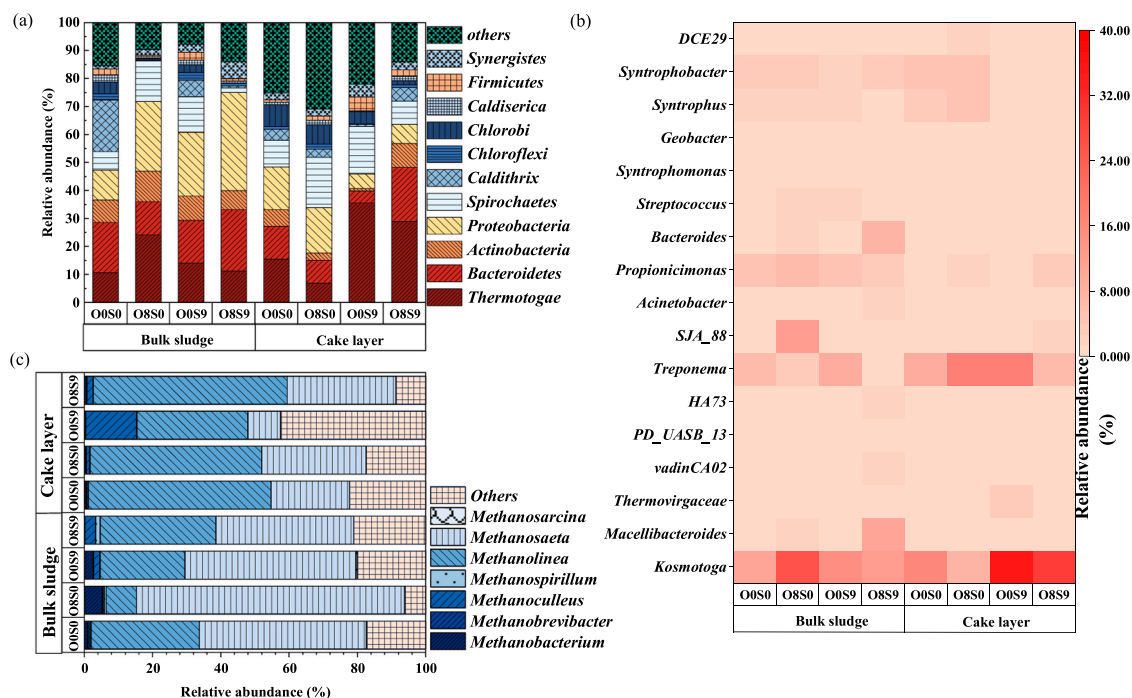 (a)
Relative abundance (%)
100
90
80
70
60
50
40
30
20
10
0
O0S0
O8S0
O0S9
O8S9
O0S0
O8S0
O0S9
O8S9
Bulk sludge
Cake layer
others
Synergistes
Firmicutes
Caldiserica
Chlorobi
Chloroflexi
Caldithrix
Spirochaetes
Proteobacteria
Actinobacteria
Bacteroidetes
Thermotogae
(b)
DCE29
Syntrophobacter
Syntrophus
Geobacter
Syntrophomonas
Streptococcus
Bacteroides
Propionicimonas
Acinetobacter
SJA_88
Treponema
HA73
PD_UASB_13
vadinCA02
Thermovirgaceae
Macellibacteroides
Kosmotoga
O0S0
O8S0
O0S9
O8S9
O0S0
O8S0
O0S9
O8S9
Bulk sludge
Cake layer
40.00
32.00
24.00
16.00
8.000
0.000
Relative abundance
(%)
(c)
Cake layer
Bulk sludge
O8S9
O0S9
O8S0
O0S0
O8S9
O0S9
O8S0
O0S0
0
20
40
60
80
100
Relative abundance (%)
Others
Methanosarcina
Methanosaeta
Methanolinea
Methanospirillum
Methanoculleus
Methanobrevibacter
Methanobacterium